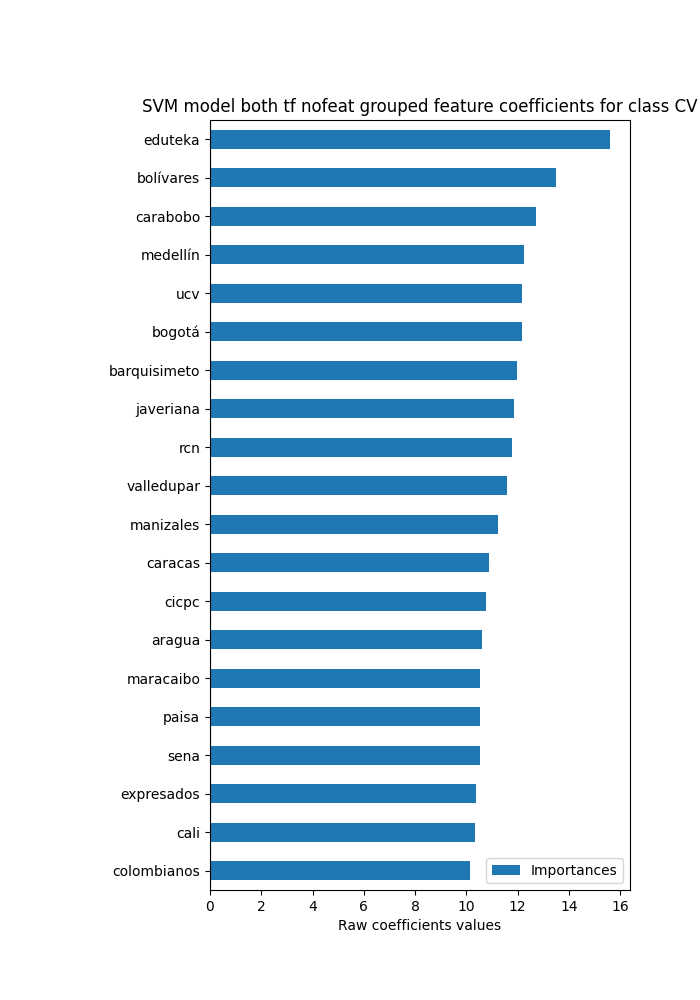 SVM model both tf nofeat grouped feature coefficients for class CV
eduteka
bolívares
carabobo
medellín
ucv
bogotá
barquisimeto
javeriana
rcn
valledupar
manizales
caracas
cicpc
aragua
maracaibo
paisa
sena
expresados
cali
colombianos
Importances
0 2 4 6 8 10 12 14 16
Raw coefficients values